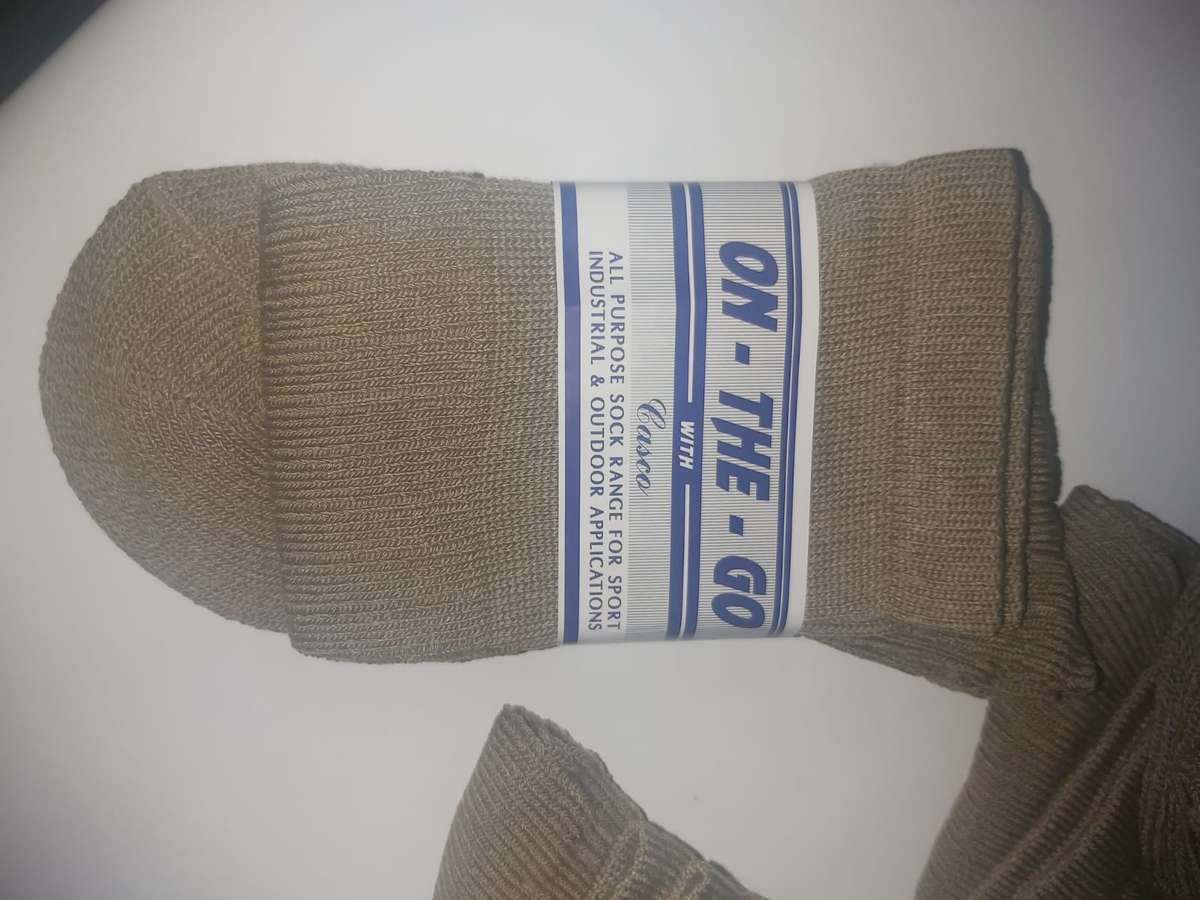 ON-THE-GO
WITH
Casco
ALL PURPOSE SOCK RANGE FOR SPORT
INDUSTRIAL & OUTDOOR APPLICATIONS